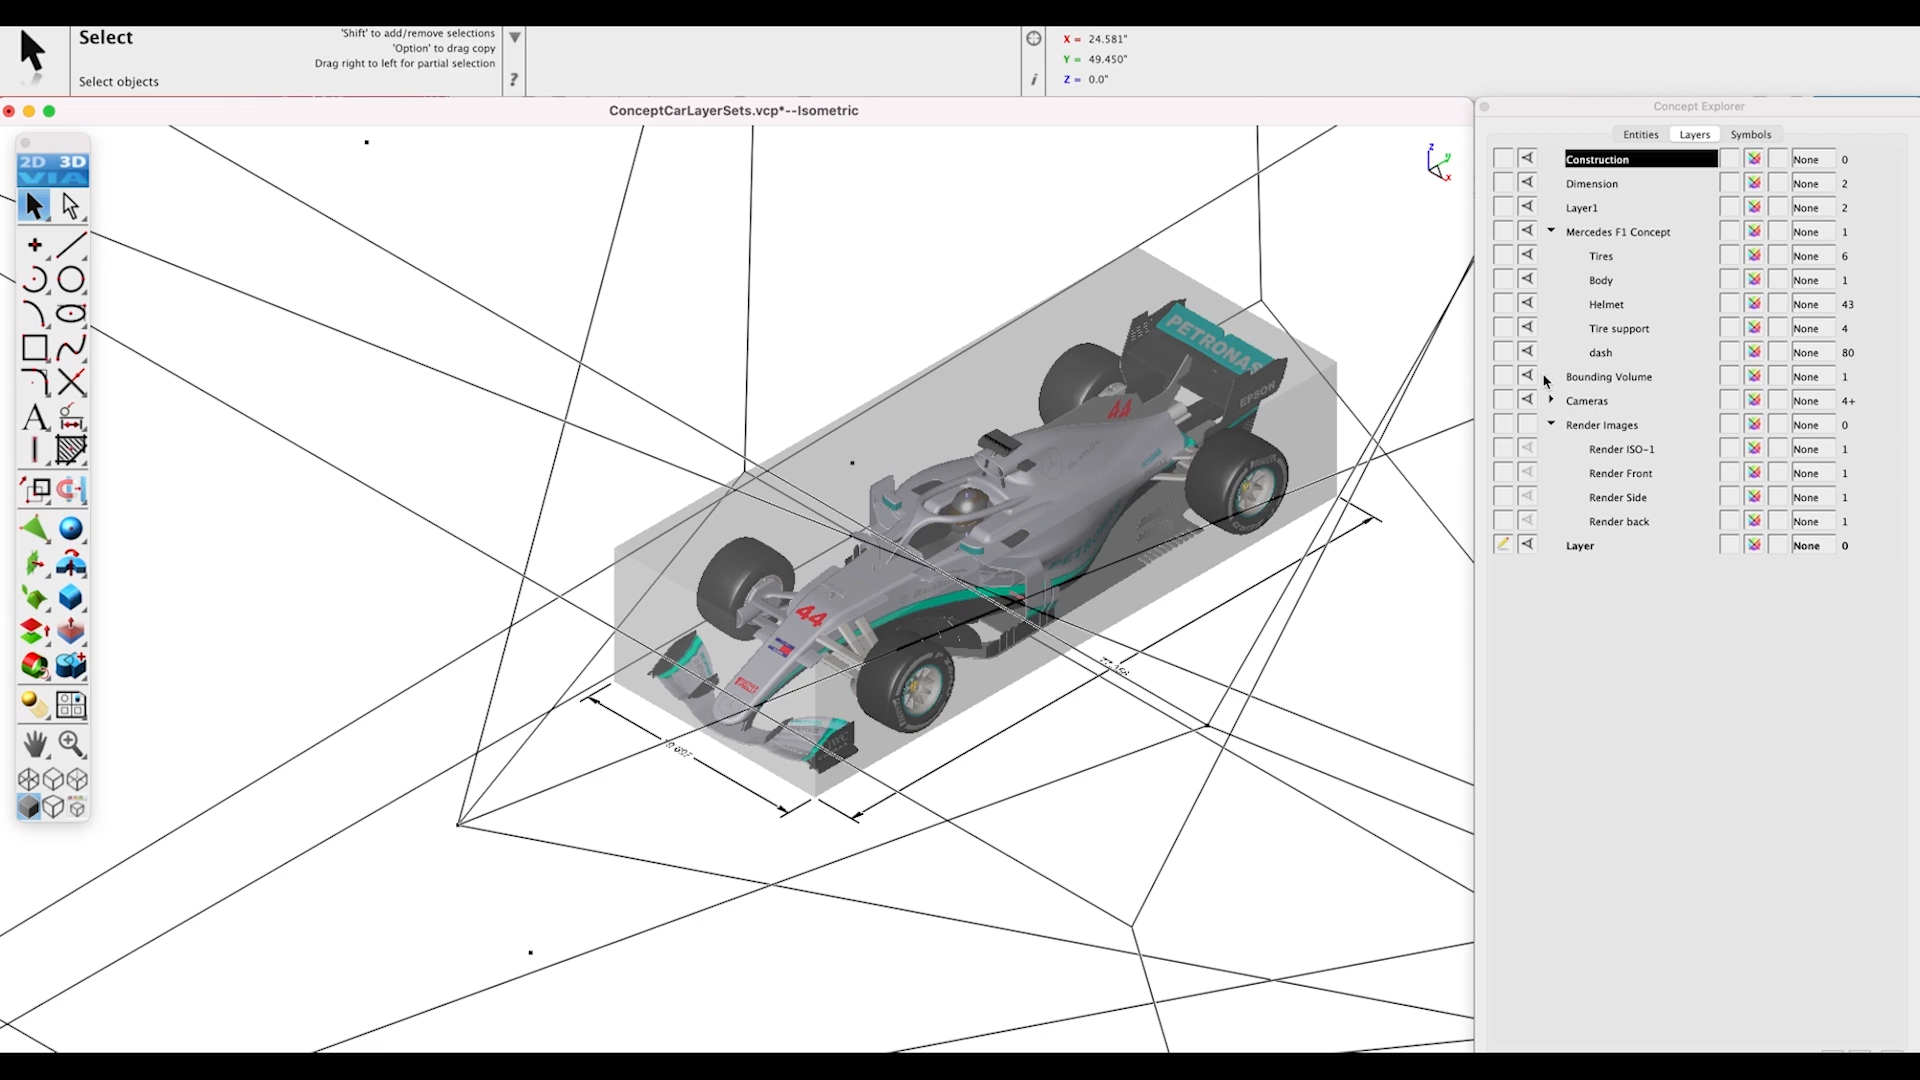 Select
'Shift' to add/remove selections
'Option' to drag copy
Drag right to left for partial selection
Select objects
?
i
X = 24.581"
Y = 49.450"
Z = 0.0"
ConceptCarLayerSets.vcp*--Isometric
Concept Explorer
Entities Layers Symbols
2D 3D
VIA
A
z
y
x
Construction None 0
Dimension None 2
Layer1 None 2
Mercedes F1 Concept None 1
Tires None 6
Body None 1
Helmet None 43
Tire support None 4
dash None 80
Bounding Volume None 1
Cameras None 4+
Render Images None 0
Render ISO-1 None 1
Render Front None 1
Render Side None 1
Render back None 1
Layer None 0
PETRONAS
EPSON
44
PETRONAS
44